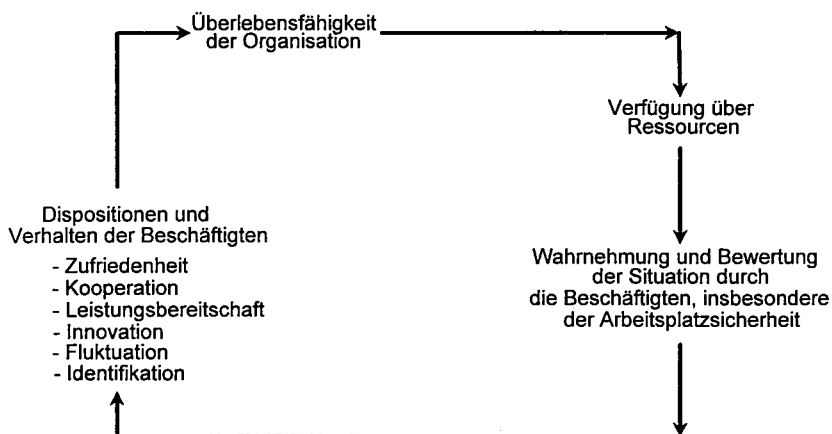 Überlebensfähigkeit
der Organisation
Verfügung über
Ressourcen
Wahrnehmung und Bewertung
der Situation durch
die Beschäftigten, insbesondere
der Arbeitsplatzsicherheit
Dispositionen und
Verhalten der Beschäftigten
- Zufriedenheit
- Kooperation
- Leistungsbereitschaft
- Innovation
- Fluktuation
- Identifikation